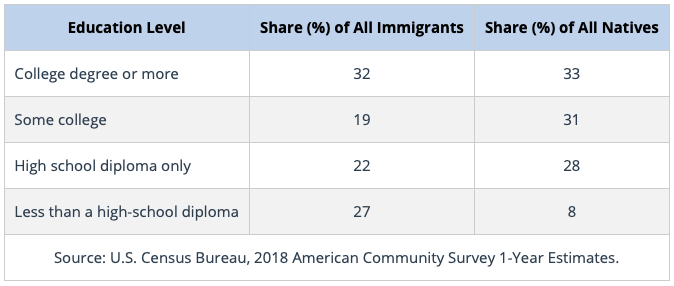 Education Level Share (%) of All Immigrants Share (%) of All Natives
College degree or more 32 33
Some college 19 31
High school diploma only 22 28
Less than a high-school diploma 27 8
Source: U.S. Census Bureau, 2018 American Community Survey 1-Year Estimates.